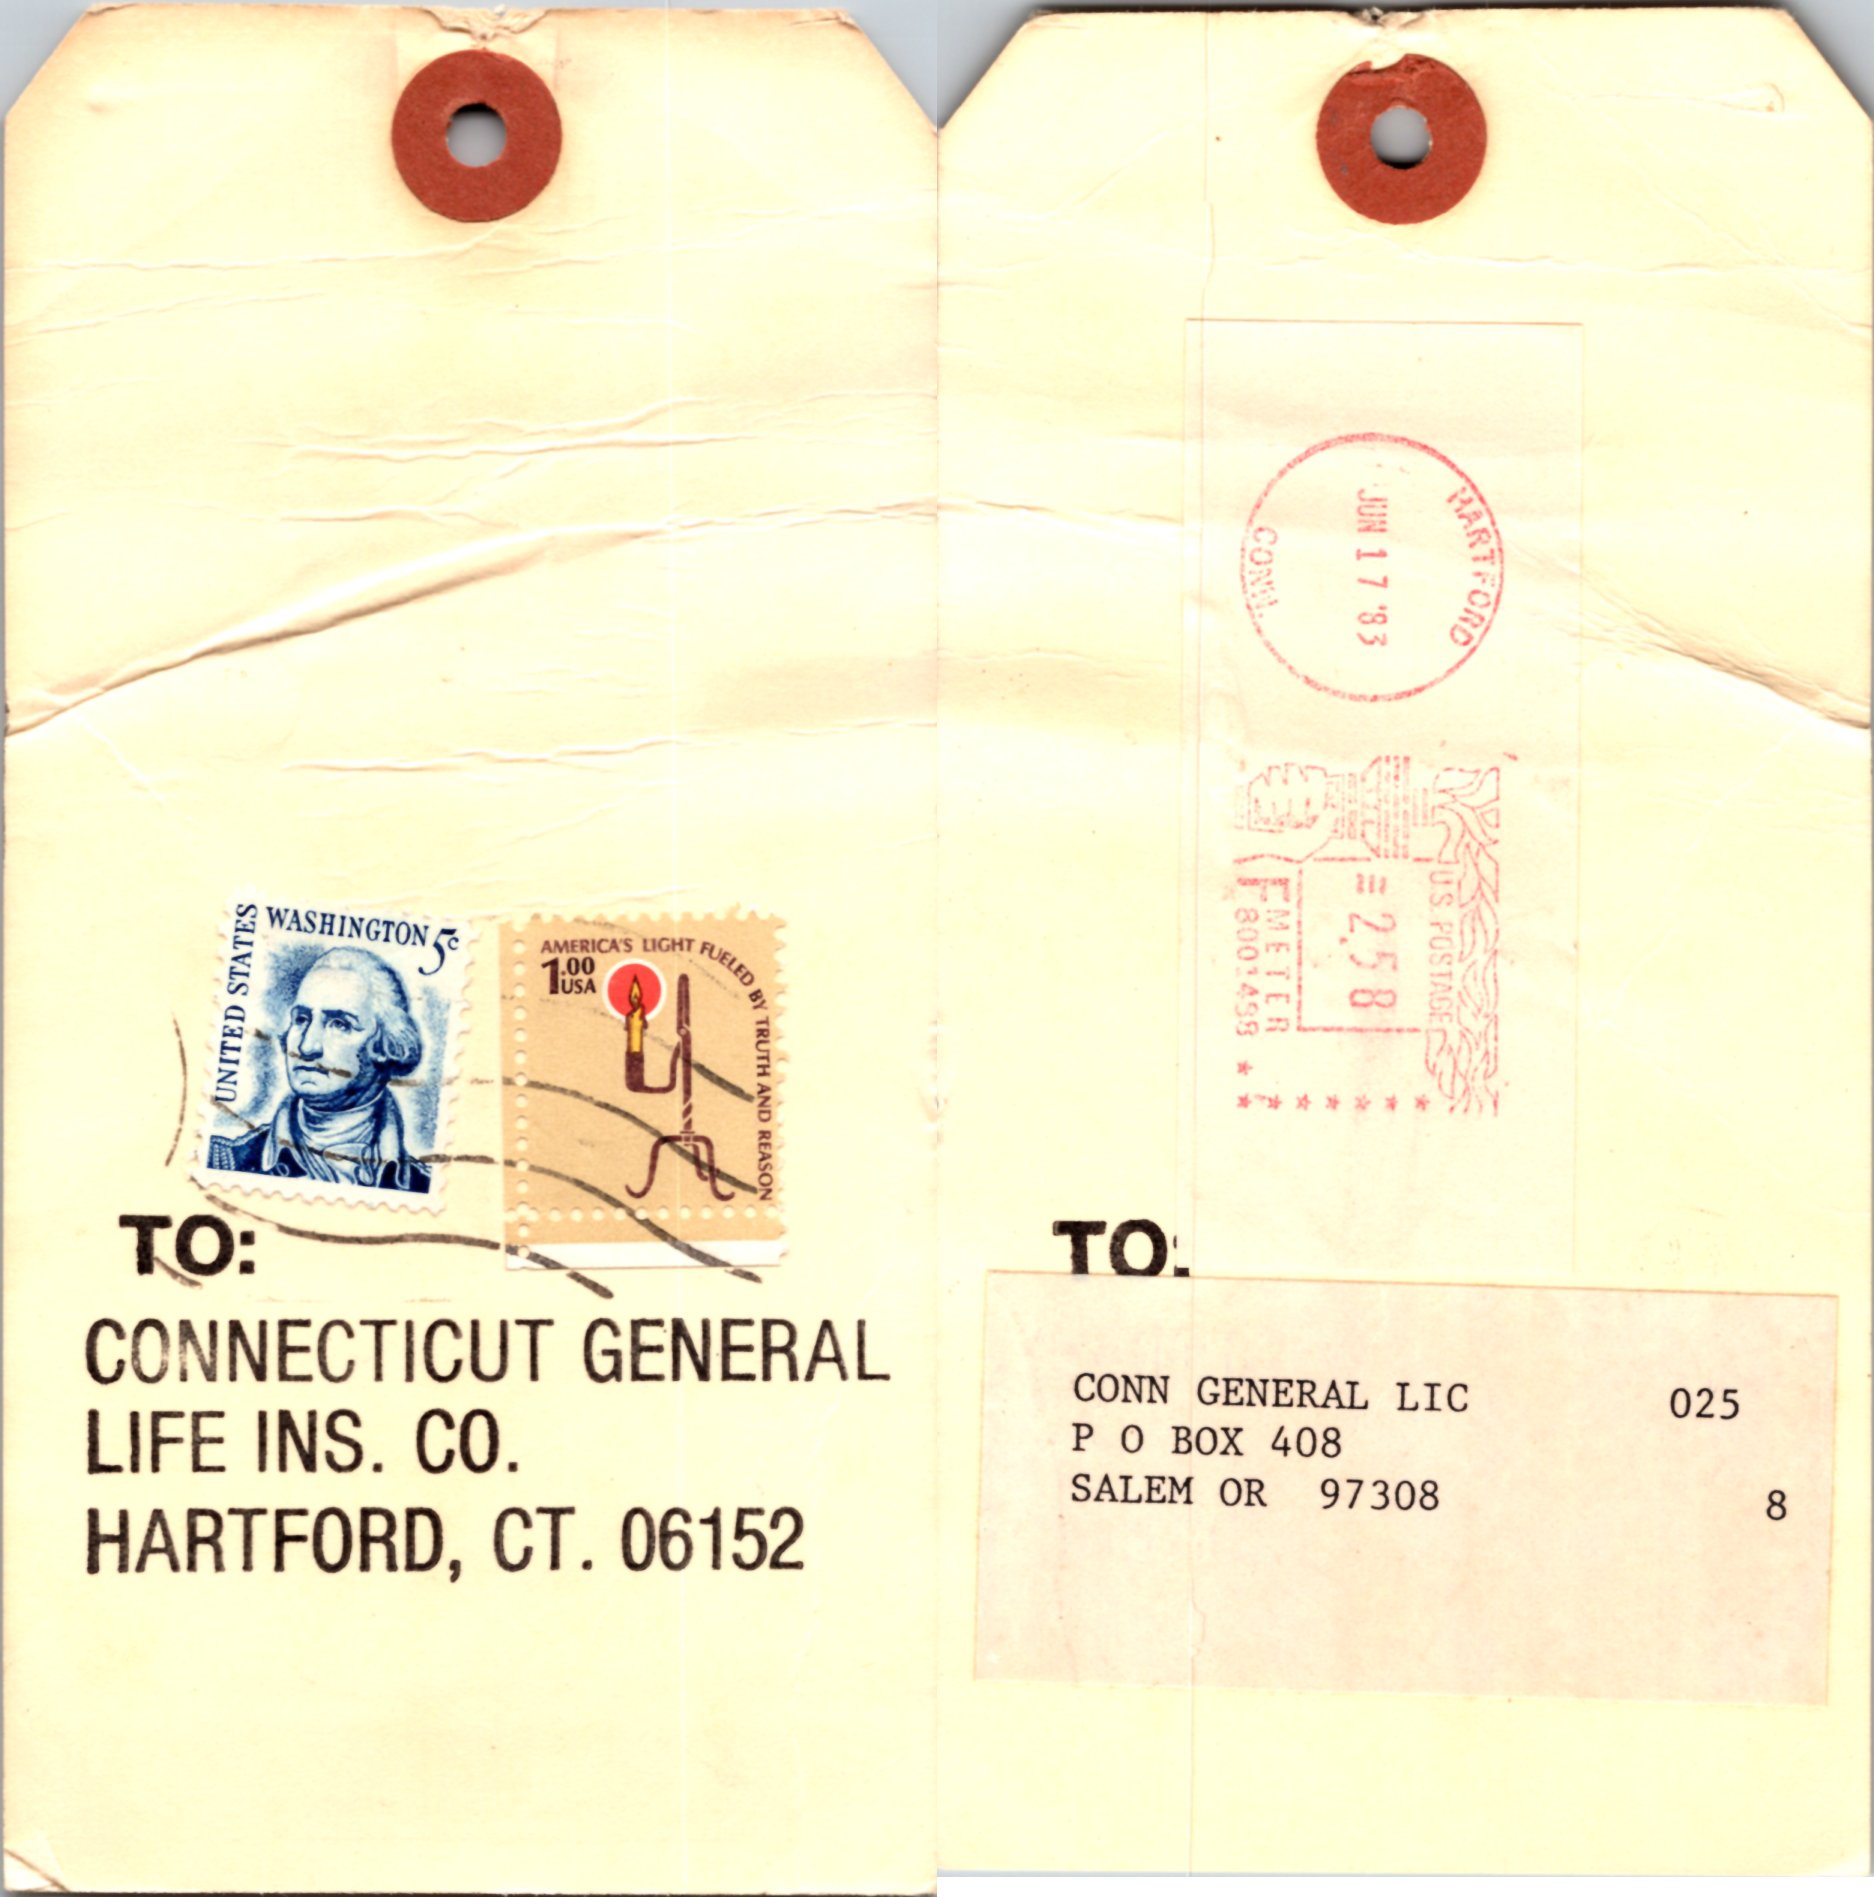 UNITED STATES
WASHINGTON 5c
AMERICA'S LIGHT FUELED BY TRUTH AND REASON
1.00
USA
TO:
CONNECTICUT GENERAL
LIFE INS. CO.
HARTFORD, CT. 06152
HARTFORD
JUN 17 '83
CONN.
U.S. POSTAGE
2.58
METER
8001498
TO:
CONN GENERAL LIC 025
P O BOX 408
SALEM OR 97308 8